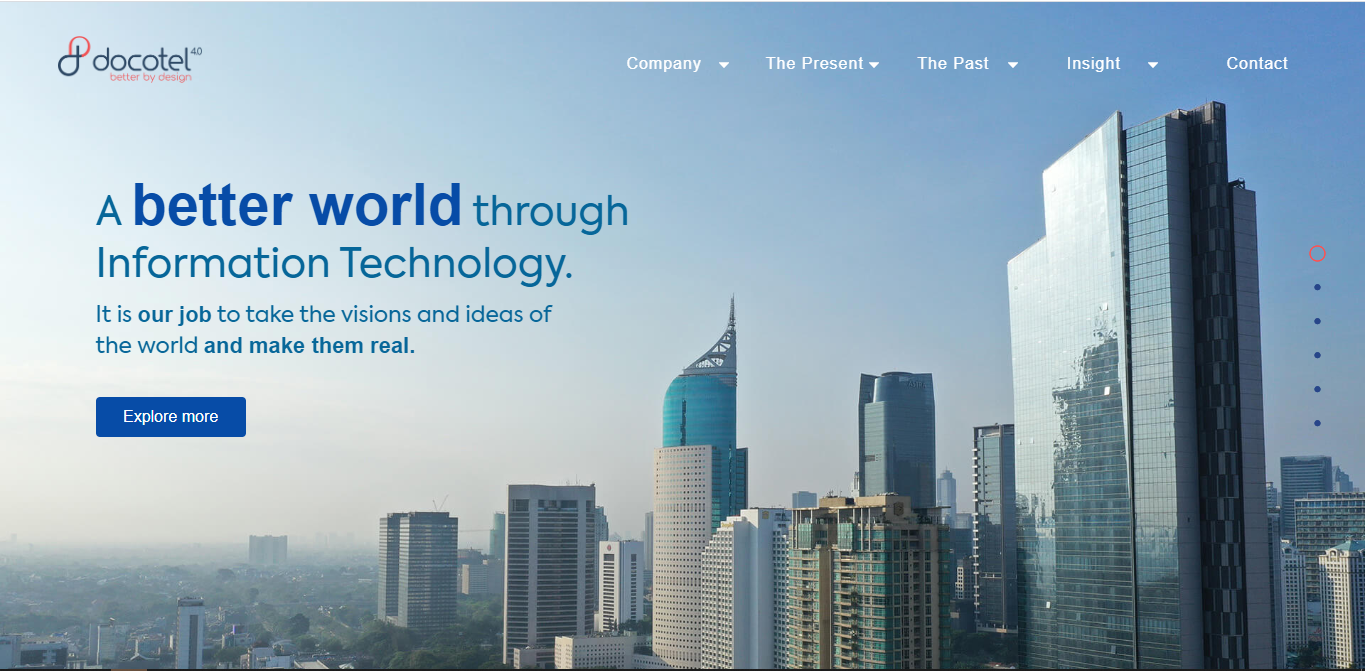 docotel 4.0
better by design
Company The Present The Past Insight Contact
A better world through
Information Technology.
It is our job to take the visions and ideas of
the world and make them real.
Explore more